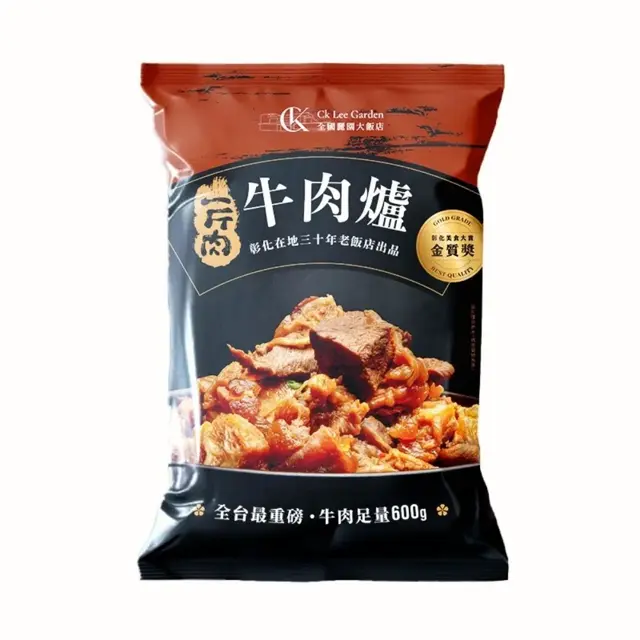 CK
Ck Lee Garden
全國麗園大飯店
一斤肉
牛肉爐
彰化在地三十年老飯店出品
GOLD GRADE
彰化美食大賞
金質獎
BEST QUALITY
全台最重磅・牛肉足量600g